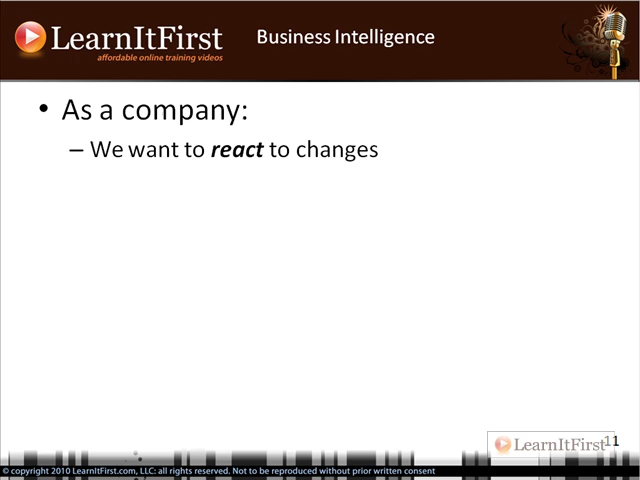 LearnItFirst
affordable online training videos
Business Intelligence
• As a company:
– We want to react to changes
LearnItFirst
11
© copyright 2010 LearnItFirst.com, LLC: all rights reserved. Not to be reproduced without prior written consent